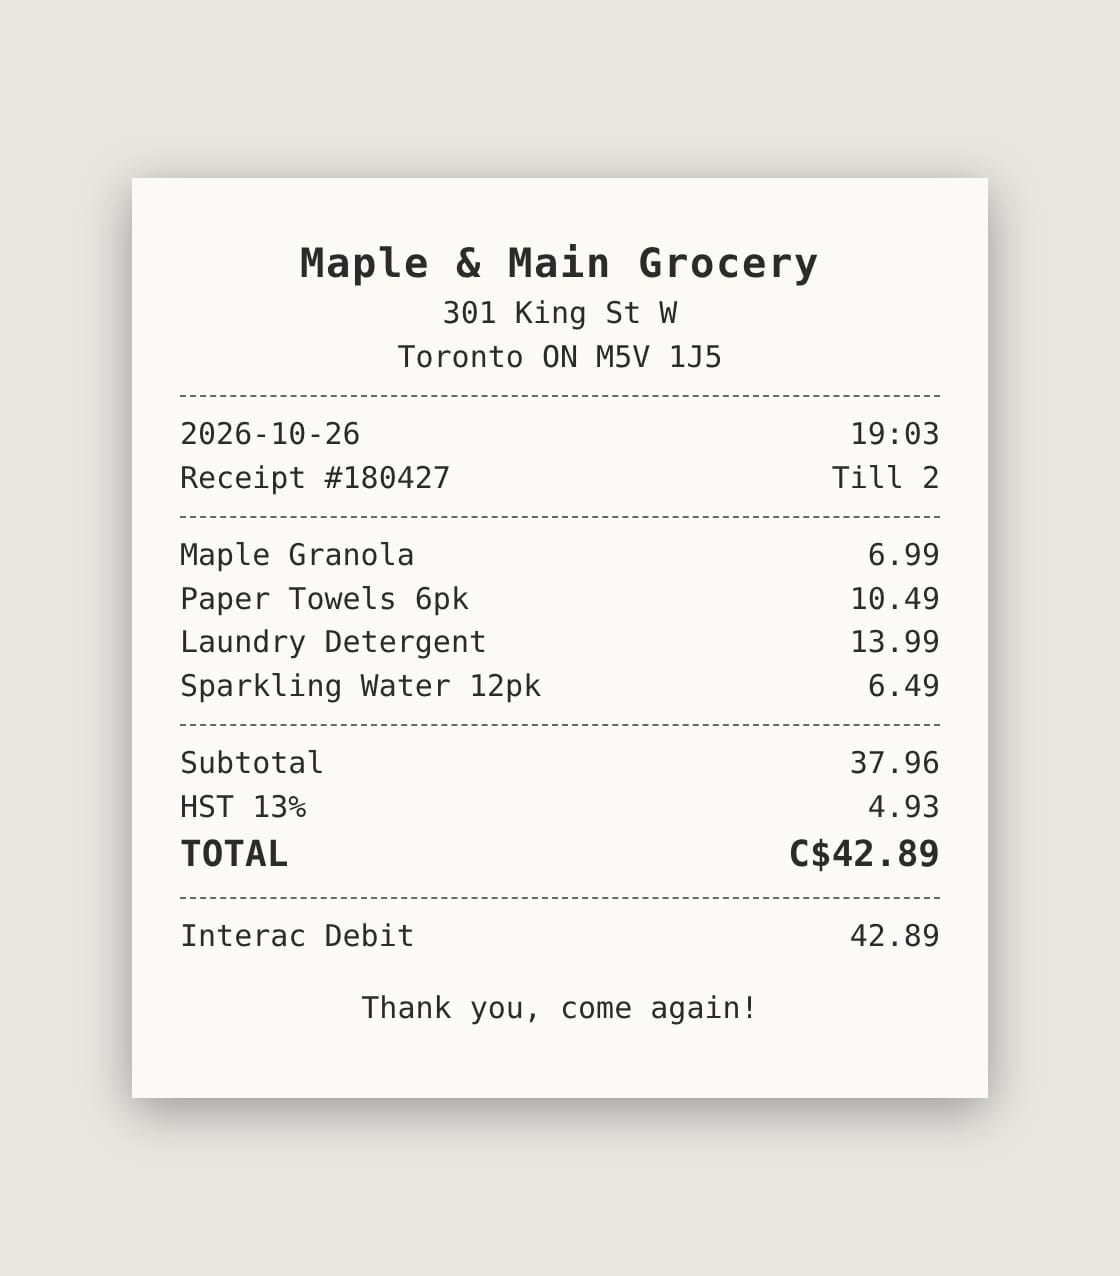 Maple & Main Grocery
301 King St W
Toronto ON M5V 1J5
2026-10-26 19:03
Receipt #180427 Till 2
Maple Granola 6.99
Paper Towels 6pk 10.49
Laundry Detergent 13.99
Sparkling Water 12pk 6.49
Subtotal 37.96
HST 13% 4.93
TOTAL C$42.89
Interac Debit 42.89
Thank you, come again!